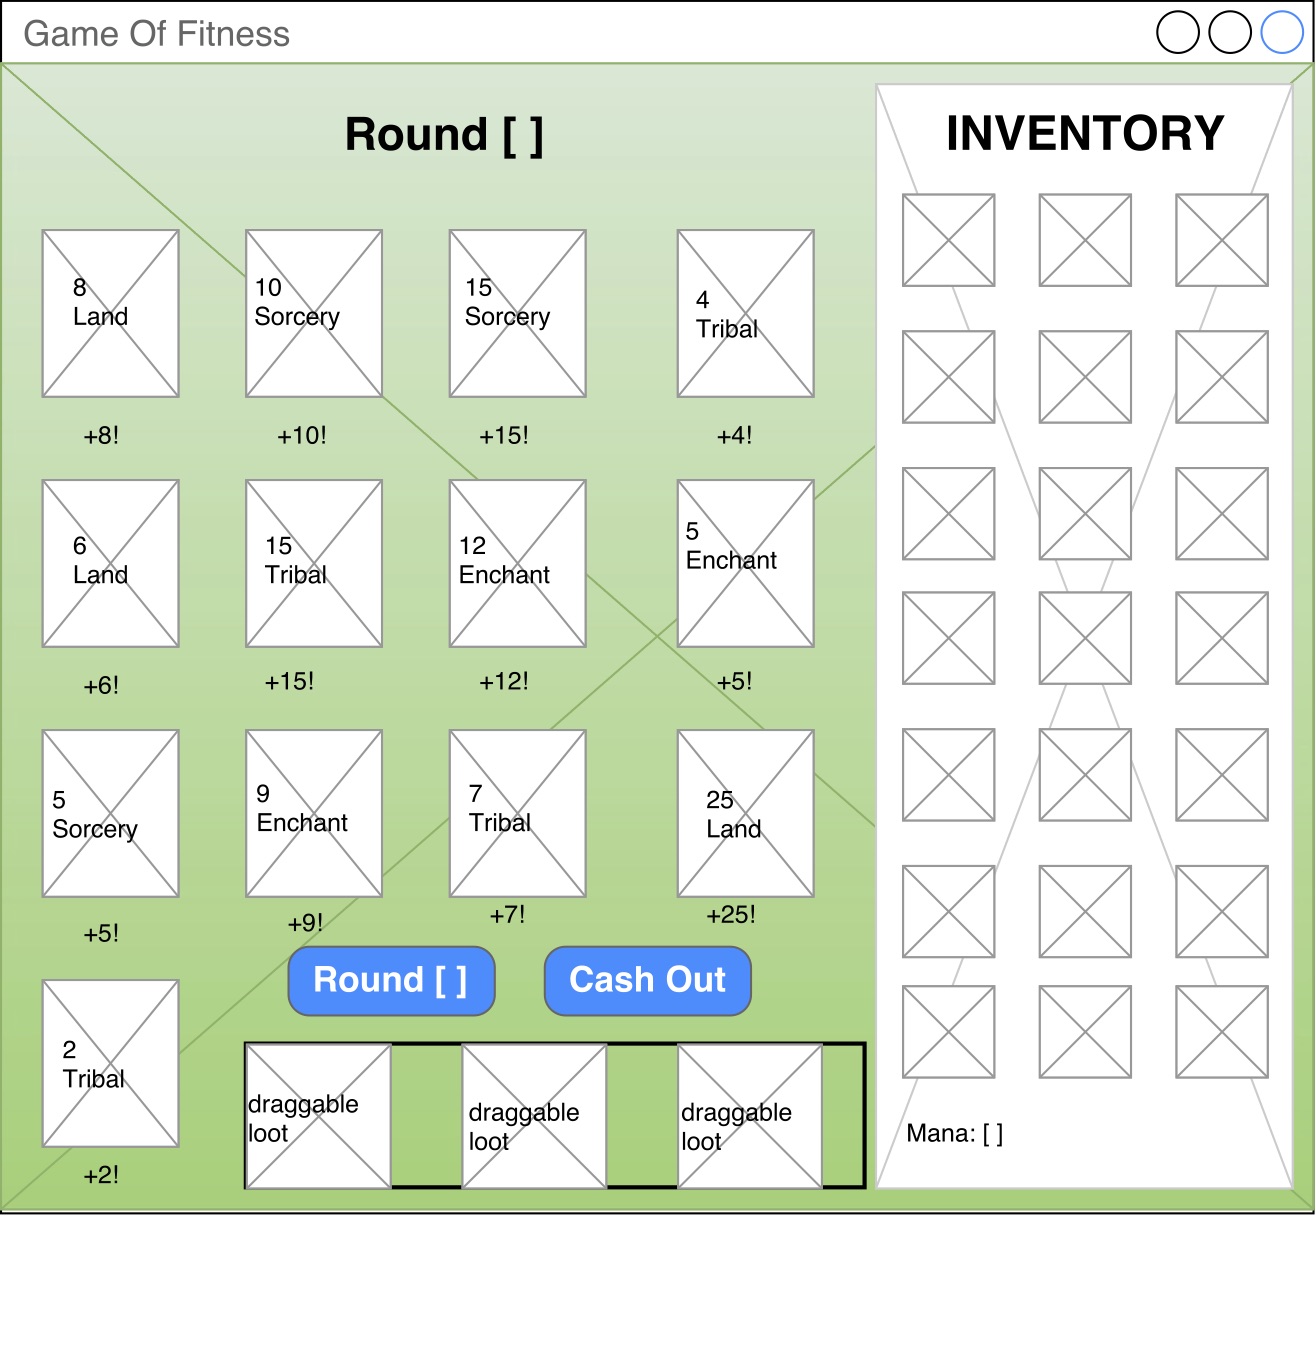 Game Of Fitness
Round [ ]
INVENTORY
8
Land
10
Sorcery
15
Sorcery
4
Tribal
+8!
+10!
+15!
+4!
6
Land
15
Tribal
12
Enchant
5
Enchant
+6!
+15!
+12!
+5!
5
Sorcery
9
Enchant
7
Tribal
25
Land
+5!
+9!
+7!
+25!
Round [ ]
Cash Out
2
Tribal
+2!
draggable
loot
draggable
loot
draggable
loot
Mana: [ ]